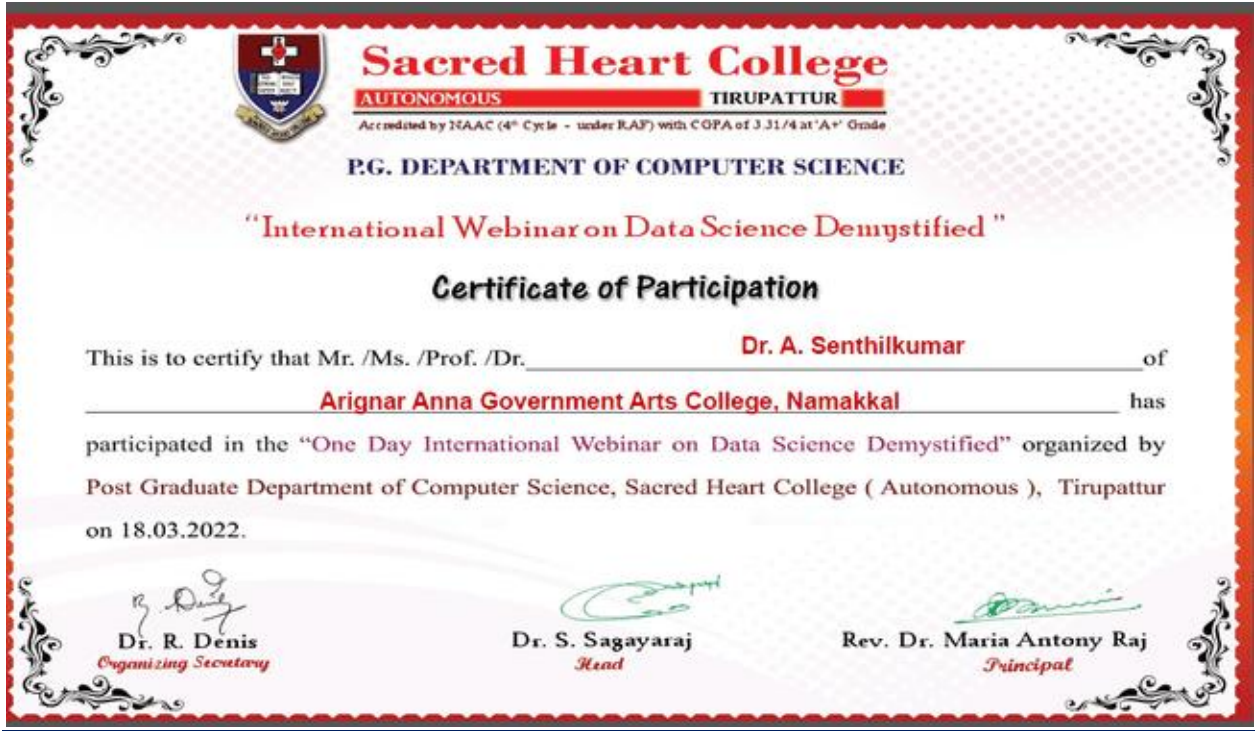 Sacred Heart College
AUTONOMOUS TIRUPATTUR
Accredited by NAAC (4th Cycle - under RAF) with CGPA of 3.31/4 at 'A+' Grade
P.G. DEPARTMENT OF COMPUTER SCIENCE
“International Webinar on Data Science Demystified ”
Certificate of Participation
This is to certify that Mr. /Ms. /Prof. /Dr. Dr. A. Senthilkumar of
Arignar Anna Government Arts College, Namakkal has
participated in the “One Day International Webinar on Data Science Demystified” organized by
Post Graduate Department of Computer Science, Sacred Heart College ( Autonomous ), Tirupattur
on 18.03.2022.
Dr. R. Denis Dr. S. Sagayaraj Rev. Dr. Maria Antony Raj
Organizing Secretary Head Principal